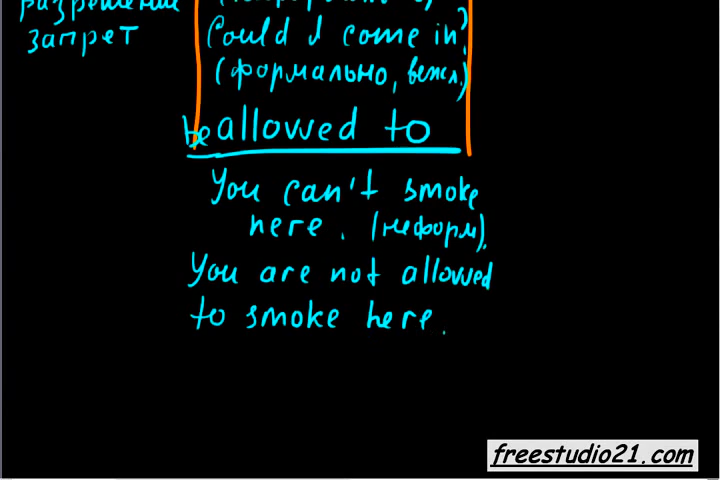 разрешение
запрет
Could I come in?
(формально, вежл.)
be allowed to
You can't smoke
here. (неформ).
You are not allowed
to smoke here.
freestudio21.com